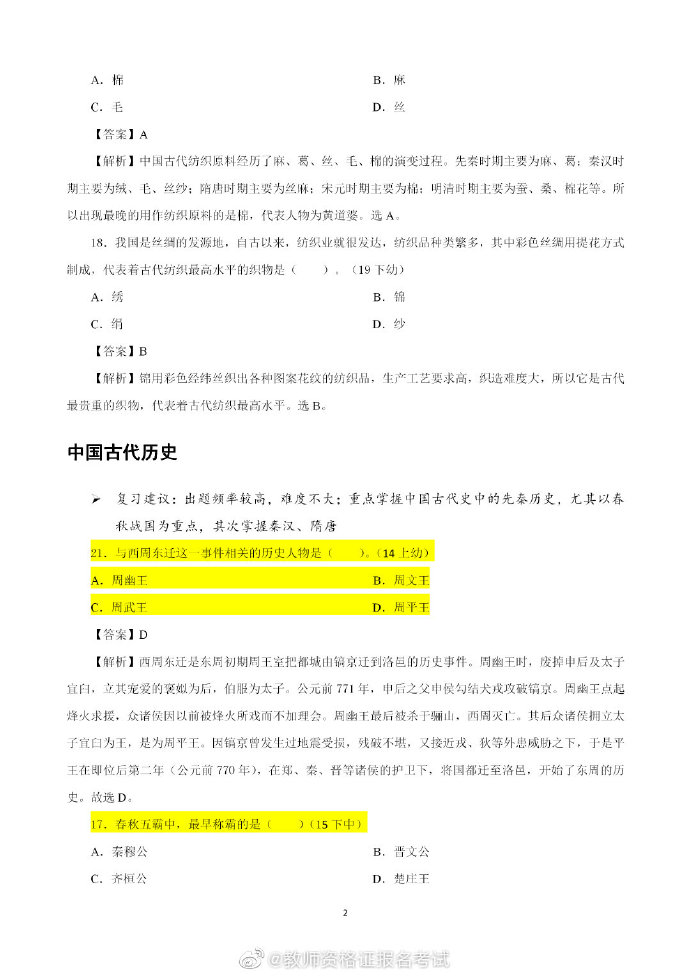 A. 棉 B. 麻
C. 毛 D. 丝
【答案】A
【解析】中国古代纺织原料经历了麻、葛、丝、毛、棉的演变过程。先秦时期主要为麻、葛；秦汉时
期主要为绒、毛、丝纱；隋唐时期主要为丝麻；宋元时期主要为棉；明清时期主要为蚕、桑、棉花等。所
以出现最晚的用作纺织原料的是棉，代表人物为黄道婆。选 A。
18. 我国是丝绸的发源地，自古以来，纺织业就很发达，纺织品种类繁多，其中彩色丝绸用提花方式
制成，代表着古代纺织最高水平的织物是（ ）。（19 下幼）
A. 绣 B. 锦
C. 绢 D. 纱
【答案】B
【解析】锦用彩色经纬丝织出各种图案花纹的纺织品，生产工艺要求高，织造难度大，所以它是古代
最贵重的织物，代表着古代纺织最高水平。选 B。
中国古代历史
➢ 复习建议：出题频率较高，难度不大；重点掌握中国古代史中的先秦历史，尤其以春
秋战国为重点，其次掌握秦汉、隋唐
21. 与西周东迁这一事件相关的历史人物是（ ）。（14 上幼）
A. 周幽王 B. 周文王
C. 周武王 D. 周平王
【答案】D
【解析】西周东迁是东周初期周王室把都城由镐京迁到洛邑的历史事件。周幽王时，废掉申后及太子
宜臼，立其宠爱的褒姒为后，伯服为太子。公元前 771 年，申后之父申侯勾结犬戎攻破镐京。周幽王点起
烽火求援，众诸侯因以前被烽火所戏而不加理会。周幽王最后被杀于骊山，西周灭亡。其后众诸侯拥立太
子宜臼为王，是为周平王。因镐京曾发生过地震受损，残破不堪，又接近戎、狄等外患威胁之下，于是平
王在即位后第二年（公元前 770 年），在郑、秦、晋等诸侯的护卫下，将国都迁至洛邑，开始了东周的历
史。故选 D。
17. 春秋五霸中，最早称霸的是（ ）（15 下中）
A. 秦穆公 B. 晋文公
C. 齐桓公 D. 楚庄王
2
@教师资格证报名考试